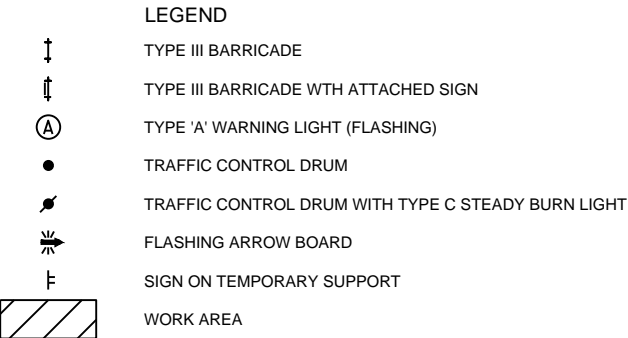 LEGEND
TYPE III BARRICADE
TYPE III BARRICADE WTH ATTACHED SIGN
A TYPE 'A' WARNING LIGHT (FLASHING)
TRAFFIC CONTROL DRUM
TRAFFIC CONTROL DRUM WITH TYPE C STEADY BURN LIGHT
FLASHING ARROW BOARD
SIGN ON TEMPORARY SUPPORT
WORK AREA